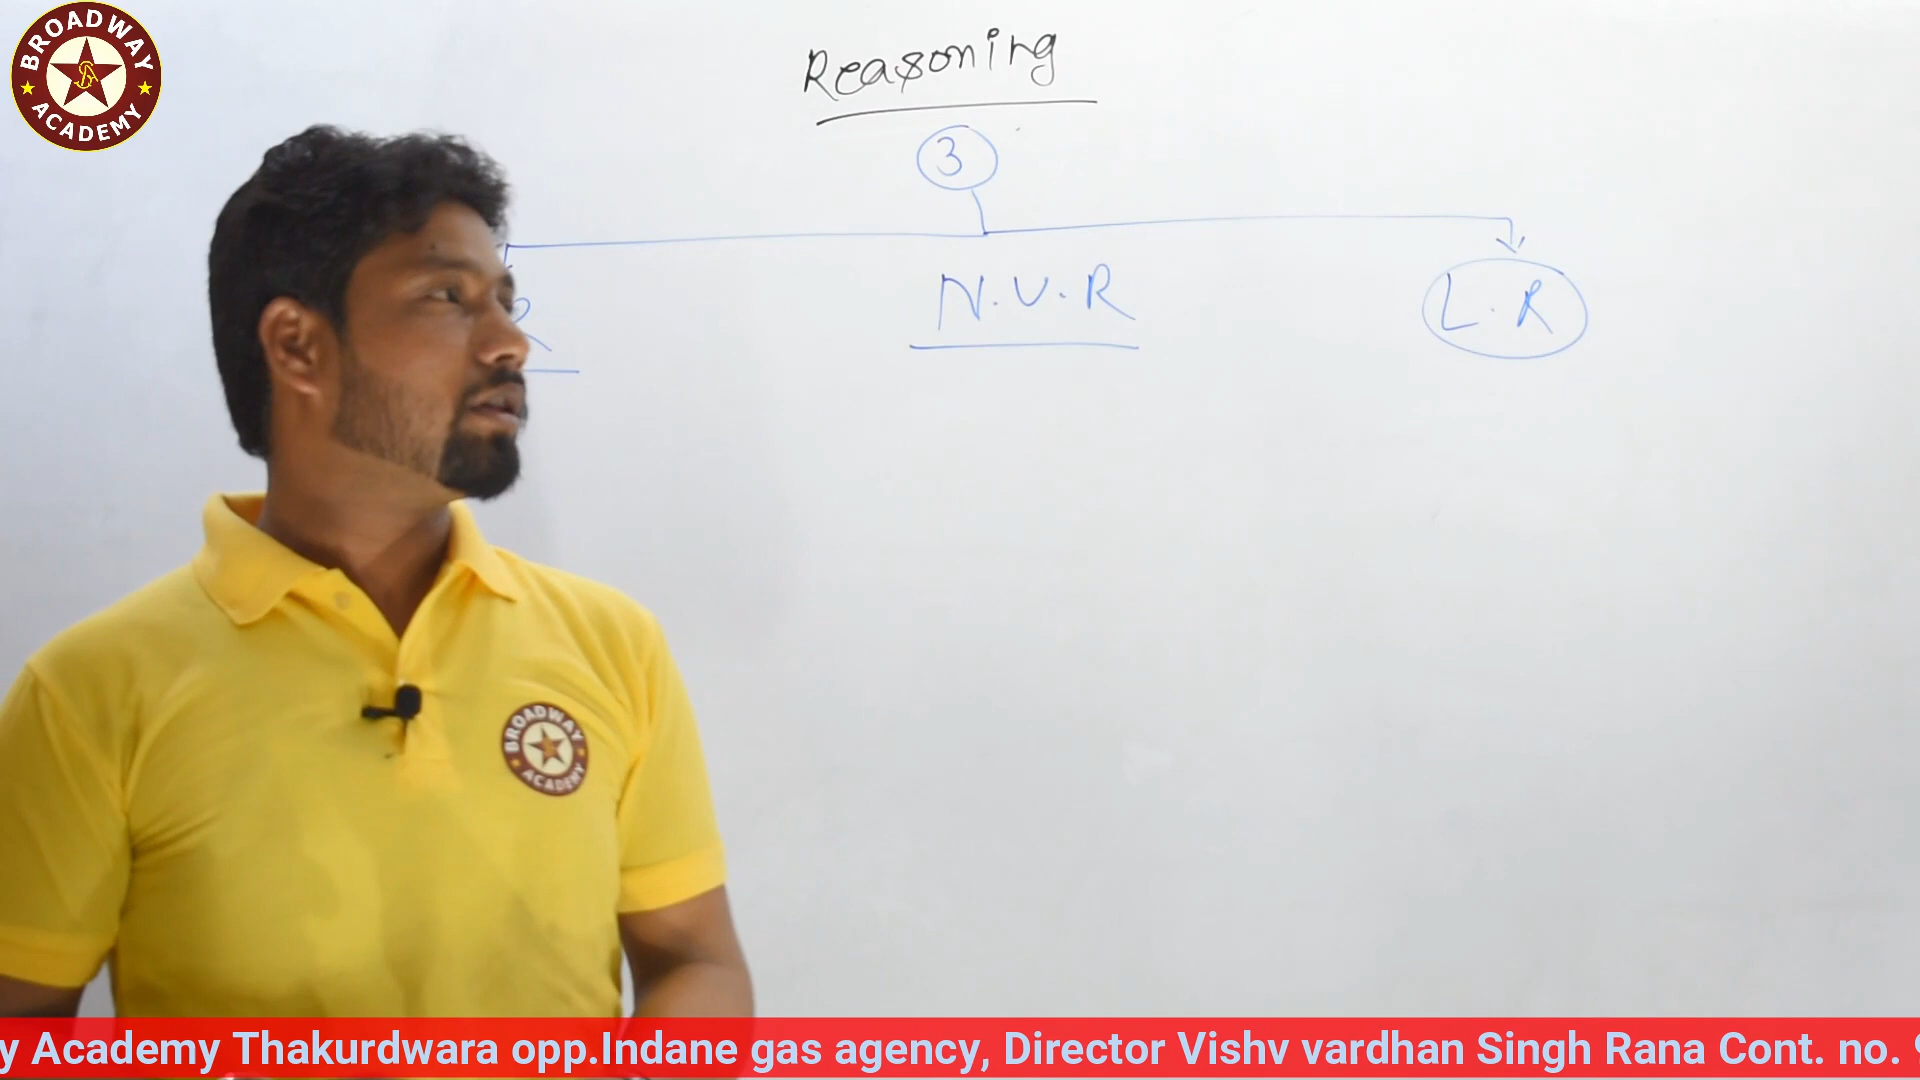 BROADWAY
ACADEMY
Reasoning
3
R
N.V.R
L.R
BROADWAY
ACADEMY
y Academy Thakurdwara opp.Indane gas agency, Director Vishv vardhan Singh Rana Cont. no.